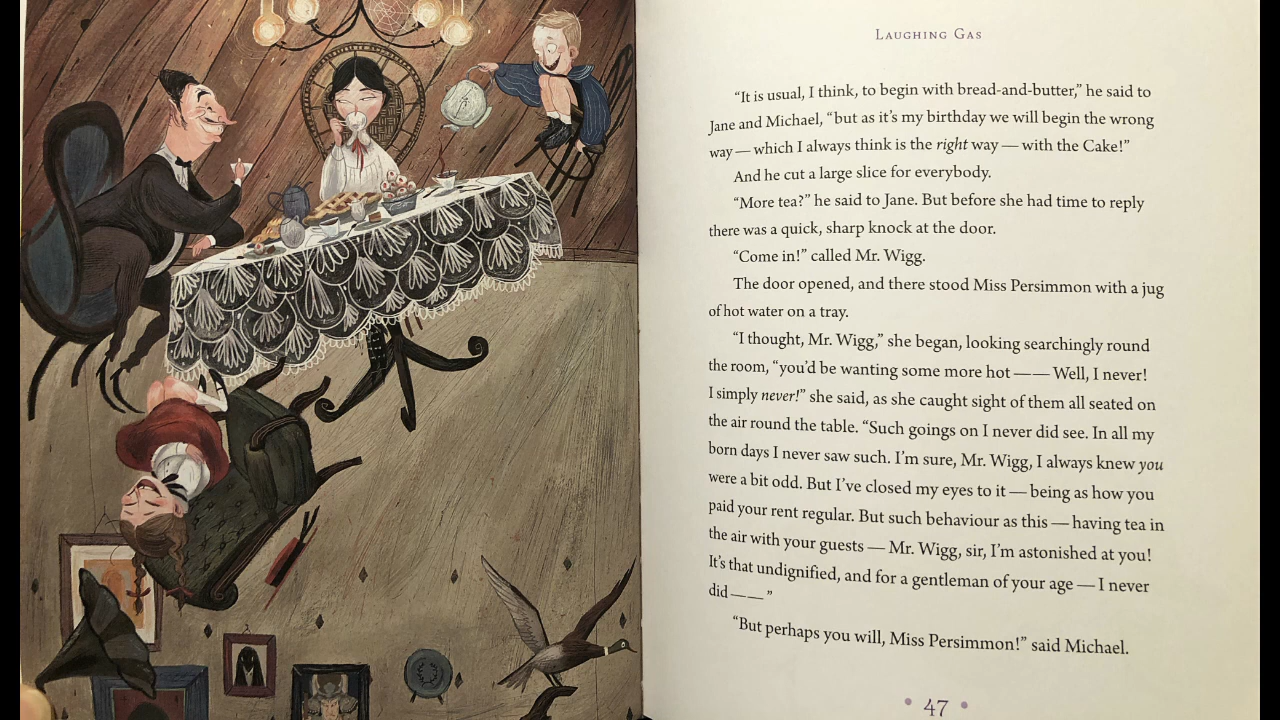 Laughing Gas
“It is usual, I think, to begin with bread-and-butter,” he said to
Jane and Michael, “but as it’s my birthday we will begin the wrong
way — which I always think is the right way — with the Cake!”
And he cut a large slice for everybody.
“More tea?” he said to Jane. But before she had time to reply
there was a quick, sharp knock at the door.
“Come in!” called Mr. Wigg.
The door opened, and there stood Miss Persimmon with a jug
of hot water on a tray.
“I thought, Mr. Wigg,” she began, looking searchingly round
the room, “you’d be wanting some more hot —— Well, I never!
I simply never!” she said, as she caught sight of them all seated on
the air round the table. “Such goings on I never did see. In all my
born days I never saw such. I’m sure, Mr. Wigg, I always knew you
were a bit odd. But I’ve closed my eyes to it — being as how you
paid your rent regular. But such behaviour as this — having tea in
the air with your guests — Mr. Wigg, sir, I’m astonished at you!
It’s that undignified, and for a gentleman of your age — I never
did —— ”
“But perhaps you will, Miss Persimmon!” said Michael.
• 47 •